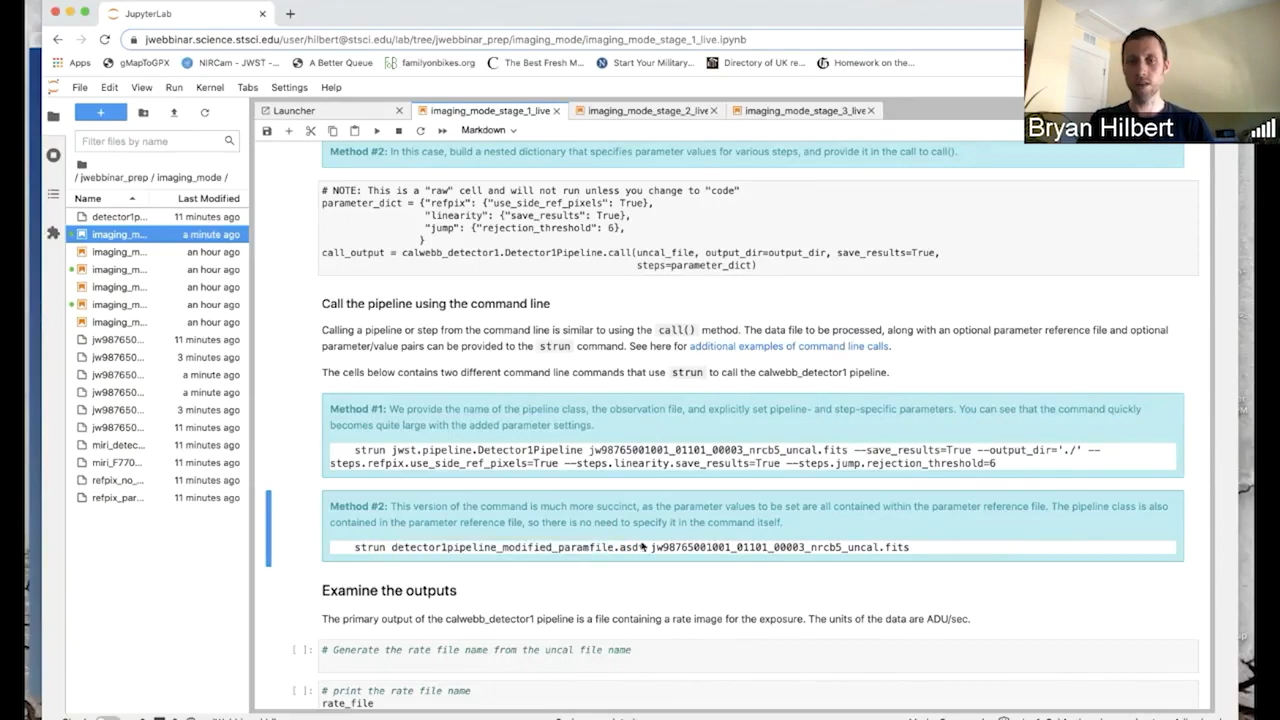 JupyterLab
jwebbinar.science.stsci.edu/user/hilbert@stsci.edu/lab/tree/jwebbinar_prep/imaging_mode/imaging_mode_stage_1_live.ipynb
Apps gMapToGPX NIRCam - JWST -... A Better Queue familyonbikes.org The Best Fresh M... Start Your Military... Directory of UK re... Homework on the...
File Edit View Run Kernel Tabs Settings Help
Bryan Hilbert
Launcher imaging_mode_stage_1_live imaging_mode_stage_2_live imaging_mode_stage_3_live
Markdown
Filter files by name
/ jwebbinar_prep / imaging_mode /
Name Last Modified
detector1p... 11 minutes ago
imaging_m... a minute ago
imaging_m... an hour ago
imaging_m... an hour ago
imaging_m... an hour ago
imaging_m... an hour ago
imaging_m... an hour ago
jw987650... 11 minutes ago
jw987650... 3 minutes ago
jw987650... a minute ago
jw987650... a minute ago
jw987650... 3 minutes ago
jw987650... 11 minutes ago
miri_detec... 11 minutes ago
miri_F770... 11 minutes ago
refpix_no_... 11 minutes ago
refpix_par... 11 minutes ago
Method #2: In this case, build a nested dictionary that specifies parameter values for various steps, and provide it in the call to call().
# NOTE: This is a "raw" cell and will not run unless you change to "code"
parameter_dict = {"refpix": {"use_side_ref_pixels": True},
"linearity": {"save_results": True},
"jump": {"rejection_threshold": 6},
}
call_output = calwebb_detector1.Detector1Pipeline.call(uncal_file, output_dir=output_dir, save_results=True,
steps=parameter_dict)
Call the pipeline using the command line
Calling a pipeline or step from the command line is similar to using the call() method. The data file to be processed, along with an optional parameter reference file and optional
parameter/value pairs can be provided to the strun command. See here for additional examples of command line calls.
The cells below contains two different command line commands that use strun to call the calwebb_detector1 pipeline.
Method #1: We provide the name of the pipeline class, the observation file, and explicitly set pipeline- and step-specific parameters. You can see that the command quickly
becomes quite large with the added parameter settings.
strun jwst.pipeline.Detector1Pipeline jw98765001001_01101_00003_nrcb5_uncal.fits --save_results=True --output_dir='./' --
steps.refpix.use_side_ref_pixels=True --steps.linearity.save_results=True --steps.jump.rejection_threshold=6
Method #2: This version of the command is much more succinct, as the parameter values to be set are all contained within the parameter reference file. The pipeline class is also
contained in the parameter reference file, so there is no need to specify it in the command itself.
strun detector1pipeline_modified_paramfile.asdf jw98765001001_01101_00003_nrcb5_uncal.fits
Examine the outputs
The primary output of the calwebb_detector1 pipeline is a file containing a rate image for the exposure. The units of the data are ADU/sec.
[ ]: # Generate the rate file name from the uncal file name
[ ]: # print the rate file name
rate_file